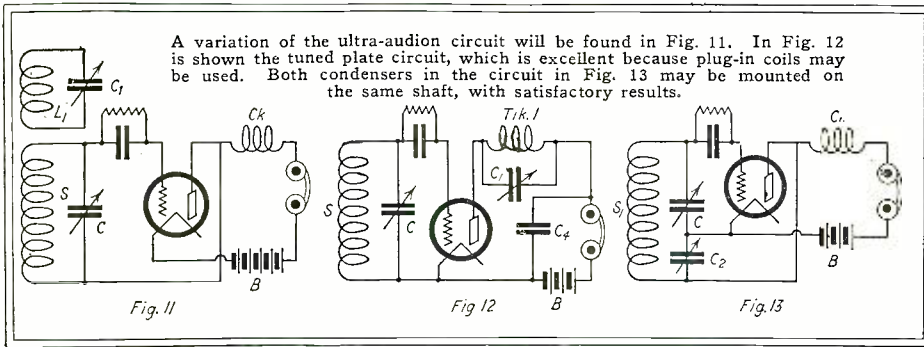 A variation of the ultra-audion circuit will be found in Fig. 11. In Fig. 12
is shown the tuned plate circuit, which is excellent because plug-in coils may
be used. Both condensers in the circuit in Fig. 13 may be mounted on
the same shaft, with satisfactory results.
L1 C1
S C Ck B
Fig. 11
S C Tik.1 C1 C4 B
Fig 12
S1 C C2 B
Fig. 13